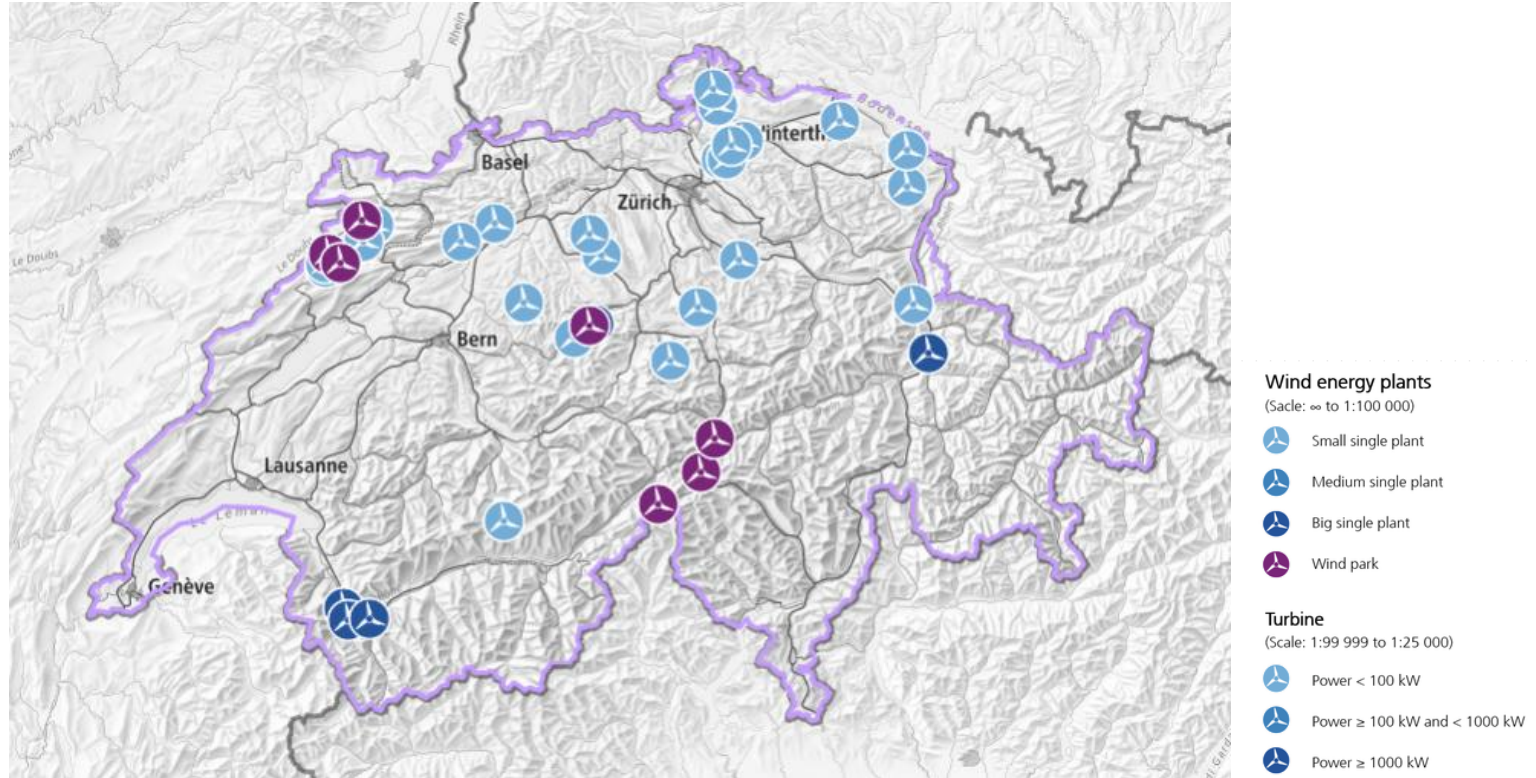 Rhein
Bodensee
Winterth
Basel
Zürich
Le Doubs
Le Doubs
Bern
Lausanne
Le Léman
Genève
Wind energy plants
(Sacle: ∞ to 1:100 000)
Small single plant
Medium single plant
Big single plant
Wind park
Turbine
(Scale: 1:99 999 to 1:25 000)
Power < 100 kW
Power ≥ 100 kW and < 1000 kW
Power ≥ 1000 kW